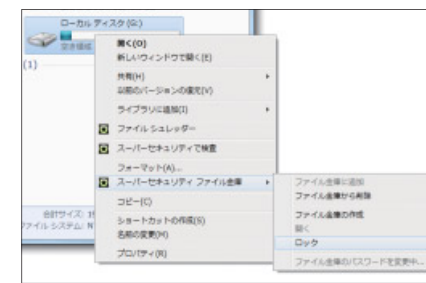 ローカル ディスク (G:)
空き領域
(1)
開く(O)
新しいウィンドウで開く(E)
共有(H)
以前のバージョンの復元(V)
ライブラリに追加(I)
ファイル シュレッダー
スーパーセキュリティで検査
フォーマット(A)...
スーパーセキュリティ ファイル金庫
コピー(C)
ショートカットの作成(S)
名前の変更(M)
プロパティ(R)
ファイル金庫に追加
ファイル金庫から削除
ファイル金庫の作成
開く
ロック
ファイル金庫のパスワードを変更中...
合計サイズ:
ファイル システム: